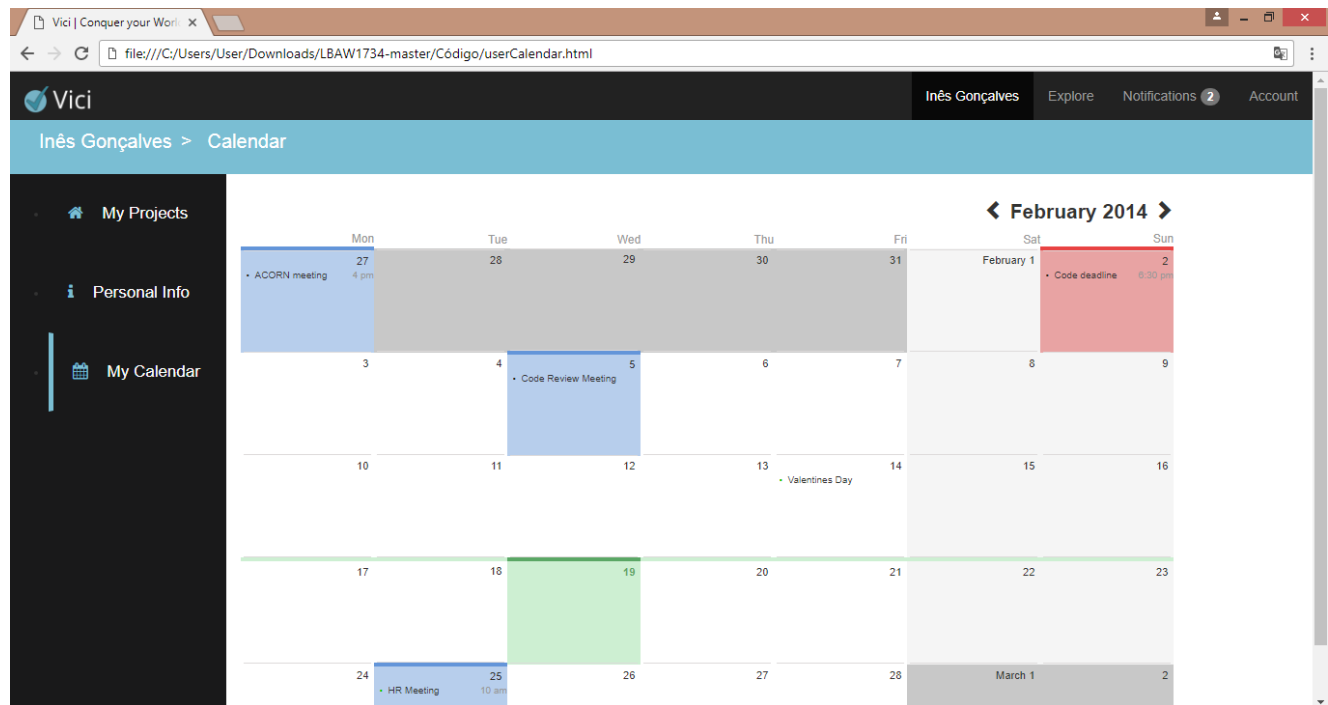 Vici | Conquer your Worl
file:///C:/Users/User/Downloads/LBAW1734-master/Código/userCalendar.html
Vici
Inês Gonçalves Explore Notifications 2 Account
Inês Gonçalves > Calendar
My Projects
Personal Info
My Calendar
February 2014
Mon Tue Wed Thu Fri Sat Sun
27 28 29 30 31 February 1 2
• ACORN meeting 4 pm • Code deadline 6:30 pm
3 4 5 6 7 8 9
• Code Review Meeting
10 11 12 13 14 15 16
• Valentines Day
17 18 19 20 21 22 23
24 25 26 27 28 March 1 2
• HR Meeting 10 am